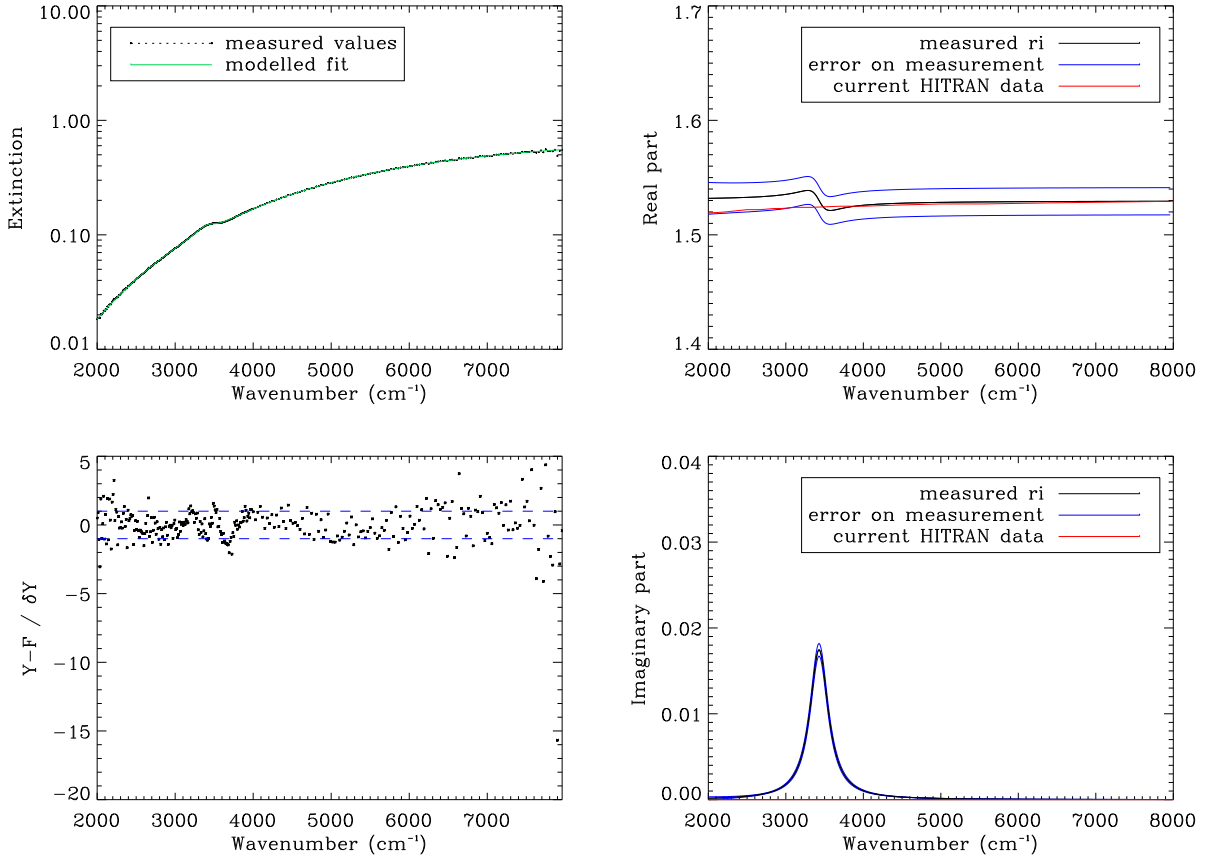 10.00
1.00
0.10
0.01
Extinction
measured values
modelled fit
2000 3000 4000 5000 6000 7000
Wavenumber (cm⁻¹)
1.7
1.6
1.5
1.4
Real part
measured ri
error on measurement
current HITRAN data
2000 3000 4000 5000 6000 7000 8000
Wavenumber (cm⁻¹)
5
0
−5
−10
−15
−20
Y−F / δY
2000 3000 4000 5000 6000 7000
Wavenumber (cm⁻¹)
0.04
0.03
0.02
0.01
0.00
Imaginary part
measured ri
error on measurement
current HITRAN data
2000 3000 4000 5000 6000 7000 8000
Wavenumber (cm⁻¹)